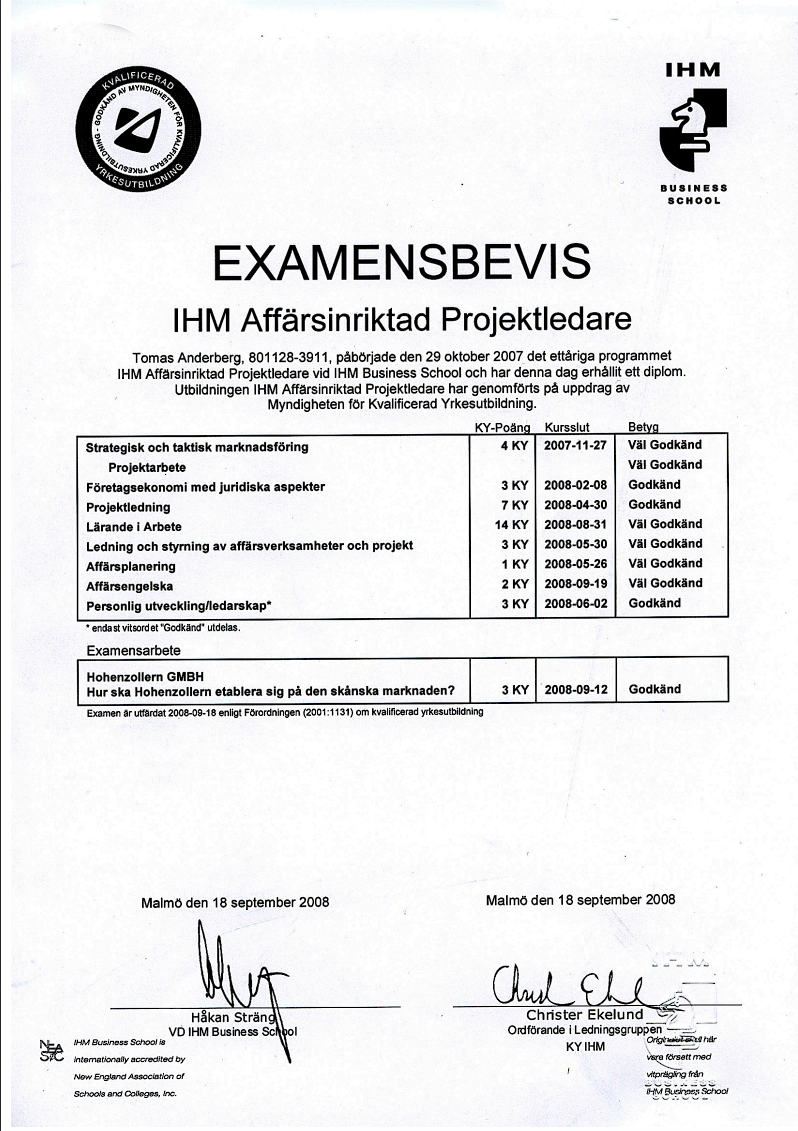 KVALIFICERAD
YRKESUTBILDNING
GODKÄND AV MYNDIGHETEN FÖR KVALIFICERAD YRKESUTBILDNING -
IHM
BUSINESS
SCHOOL
EXAMENSBEVIS
IHM Affärsinriktad Projektledare
Tomas Anderberg, 801128-3911, påbörjade den 29 oktober 2007 det ettåriga programmet
IHM Affärsinriktad Projektledare vid IHM Business School och har denna dag erhållit ett diplom.
Utbildningen IHM Affärsinriktad Projektledare har genomförts på uppdrag av
Myndigheten för Kvalificerad Yrkesutbildning.
KY-Poäng Kursslut Betyg
Strategisk och taktisk marknadsföring 4 KY 2007-11-27 Väl Godkänd
Projektarbete Väl Godkänd
Företagsekonomi med juridiska aspekter 3 KY 2008-02-08 Godkänd
Projektledning 7 KY 2008-04-30 Godkänd
Lärande i Arbete 14 KY 2008-08-31 Väl Godkänd
Ledning och styrning av affärsverksamheter och projekt 3 KY 2008-05-30 Väl Godkänd
Affärsplanering 1 KY 2008-05-26 Väl Godkänd
Affärsengelska 2 KY 2008-09-19 Väl Godkänd
Personlig utveckling/ledarskap* 3 KY 2008-06-02 Godkänd
* endast vitsordet "Godkänd" utdelas.
Examensarbete
Hohenzollern GMBH
Hur ska Hohenzollern etablera sig på den skånska marknaden? 3 KY 2008-09-12 Godkänd
Examen är utfärdat 2008-09-18 enligt Förordningen (2001:1131) om kvalificerad yrkesutbildning
Malmö den 18 september 2008
Håkan Sträng
VD IHM Business School
Malmö den 18 september 2008
Christer Ekelund
Ordförande i Ledningsgruppen
KY IHM
IHM Business School is
internationally accredited by
New England Association of
Schools and Colleges, Inc.
IHM
skall här
vara försett med
vitprägling från
IHM Business School
BUSINESS
SCHOOL